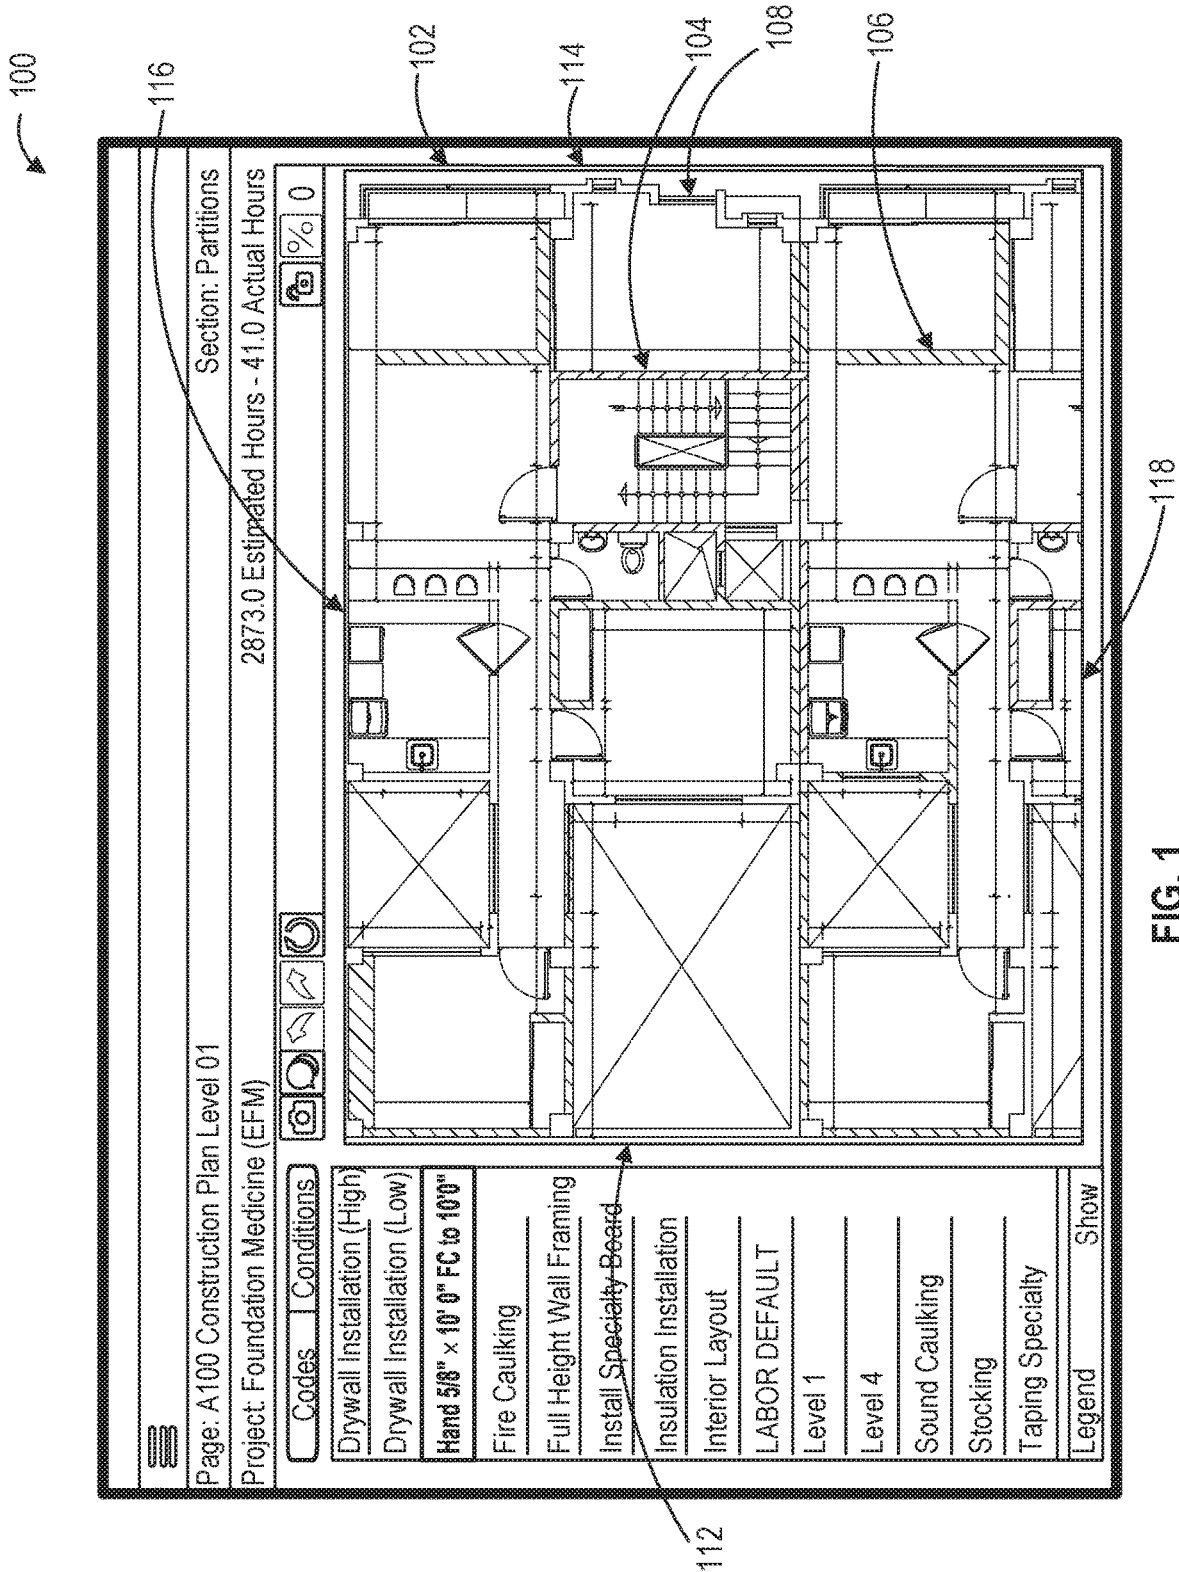 100
116
102
114
104
108
106
Page: A100 Construction Plan Level 01
Section: Partitions
Project: Foundation Medicine (EFM)
2873.0 Estimated Hours - 41.0 Actual Hours
Codes | Conditions
% 0
Drywall Installation (High)
Drywall Installation (Low)
Hand 5/8" x 10' 0" FC to 10'0"
Fire Caulking
Full Height Wall Framing
Install Specialty Board
Insulation Installation
Interior Layout
LABOR DEFAULT
Level 1
Level 4
Sound Caulking
Stocking
Taping Specialty
Legend Show
112
118
FIG. 1